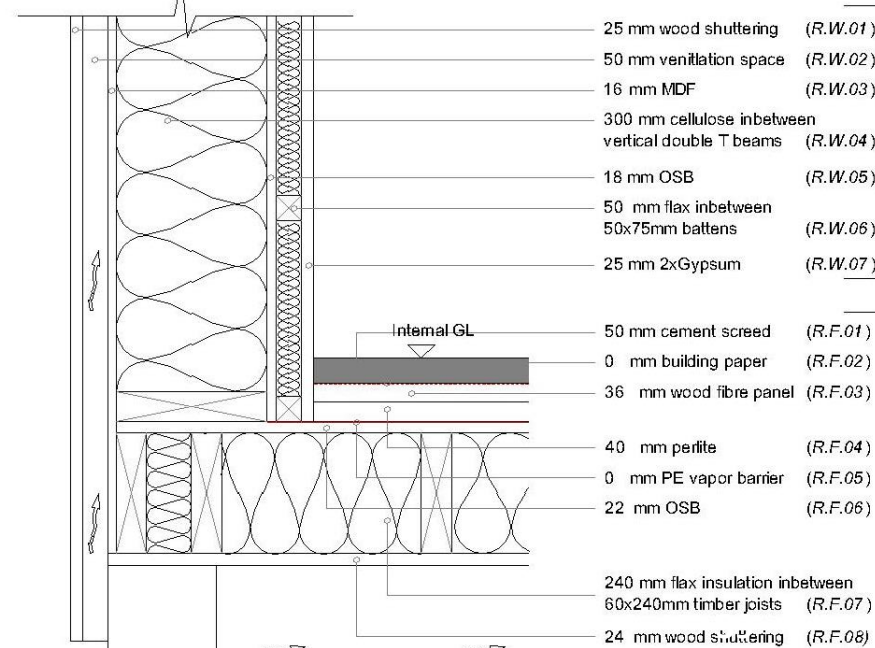 25 mm wood shuttering (R.W.01)
50 mm venitlation space (R.W.02)
16 mm MDF (R.W.03)
300 mm cellulose inbetween
vertical double T beams (R.W.04)
18 mm OSB (R.W.05)
50 mm flax inbetween
50x75mm battens (R.W.06)
25 mm 2xGypsum (R.W.07)
Internal GL
50 mm cement screed (R.F.01)
0 mm building paper (R.F.02)
36 mm wood fibre panel (R.F.03)
40 mm perlite (R.F.04)
0 mm PE vapor barrier (R.F.05)
22 mm OSB (R.F.06)
240 mm flax insulation inbetween
60x240mm timber joists (R.F.07)
24 mm wood shuttering (R.F.08)